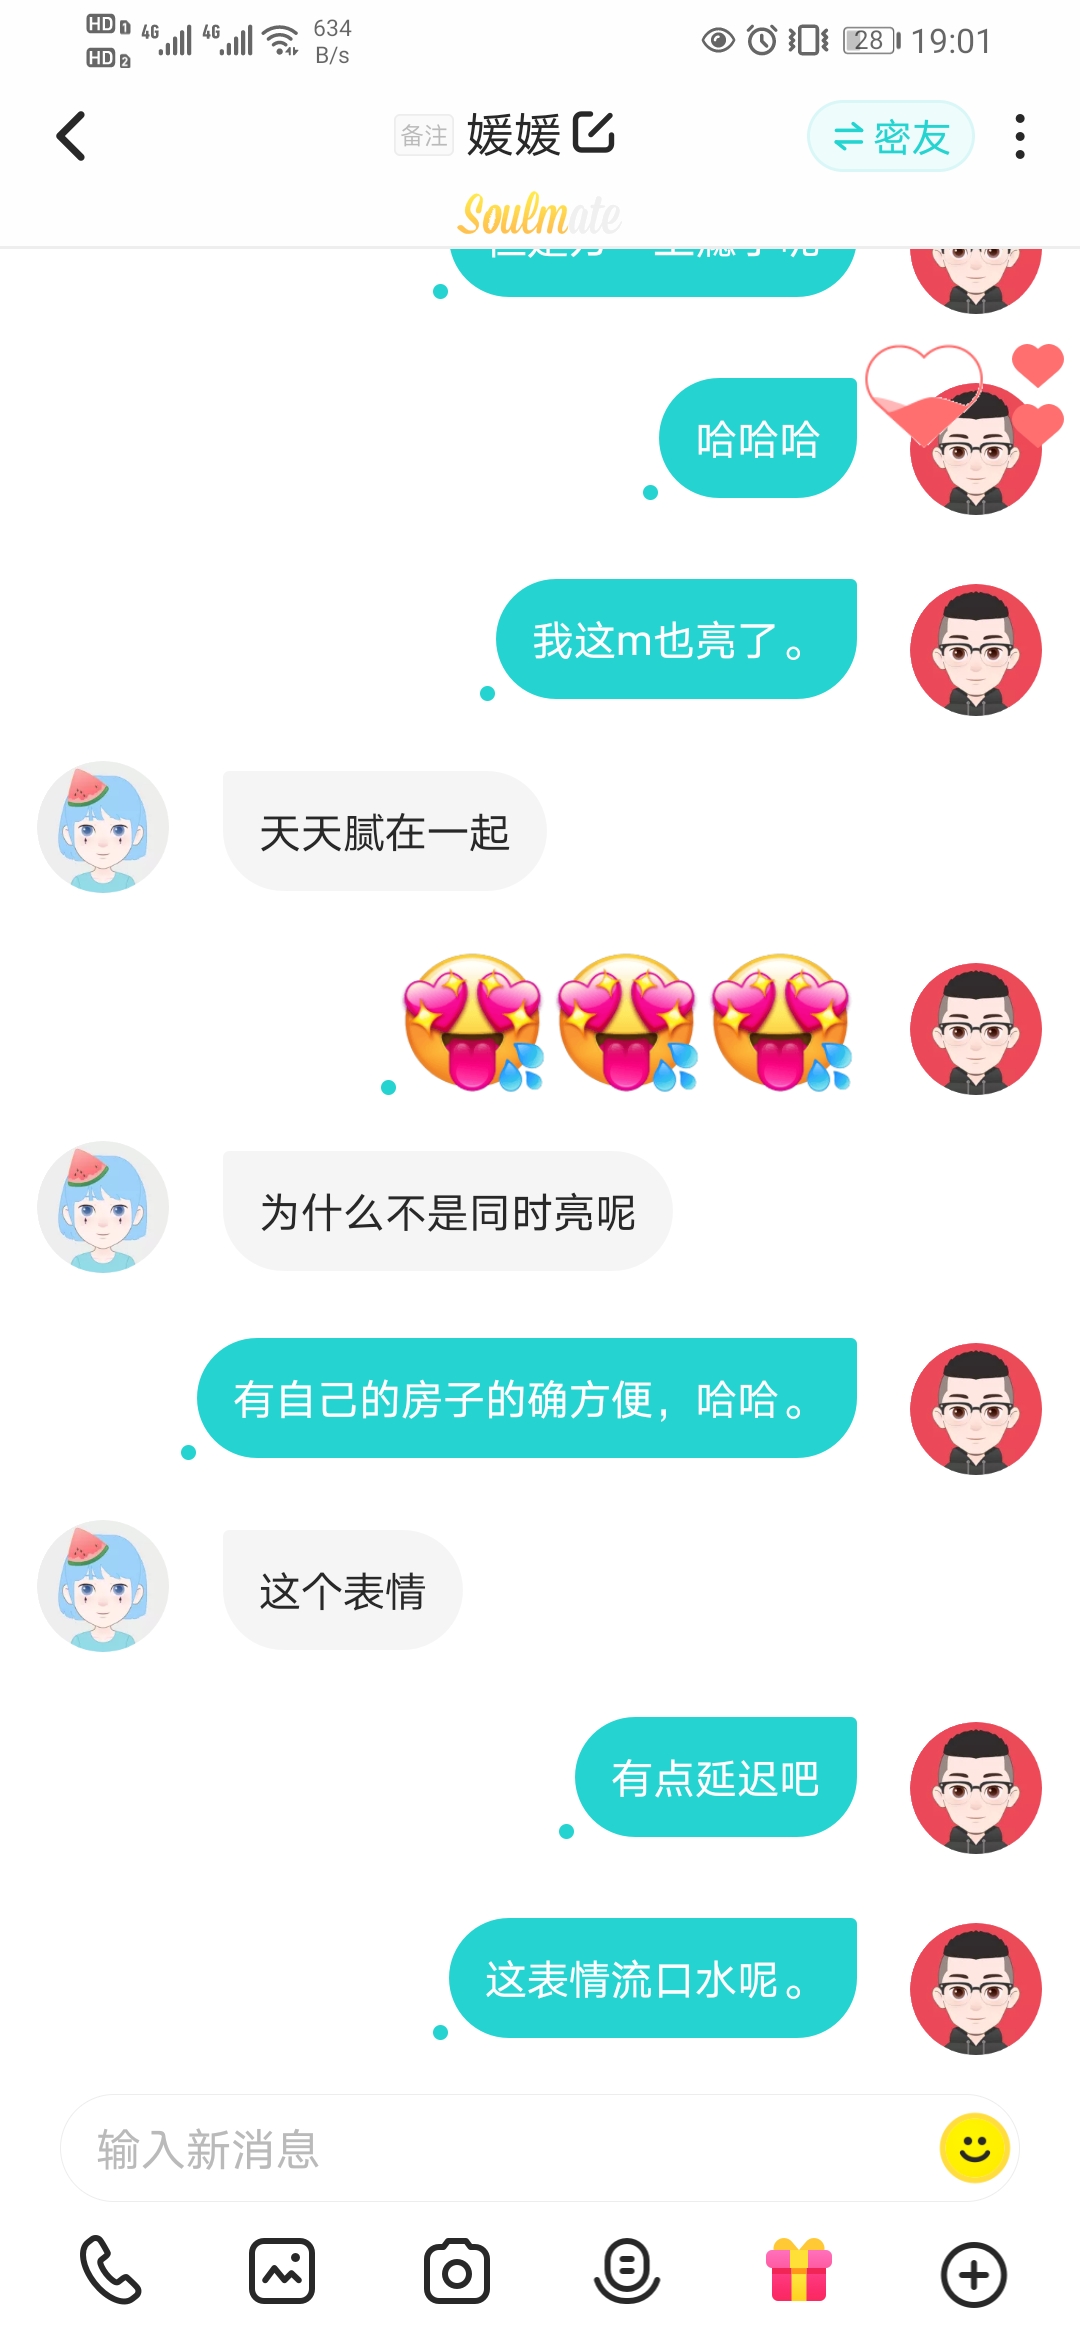 HD 1 4G 4G 634
HD 2 B/s
28 19:01
备注 媛媛 密友
Soulmate
哈哈哈
我这m也亮了。
天天腻在一起
为什么不是同时亮呢
有自己的房子的确方便，哈哈。
这个表情
有点延迟吧
这表情流口水呢。
输入新消息